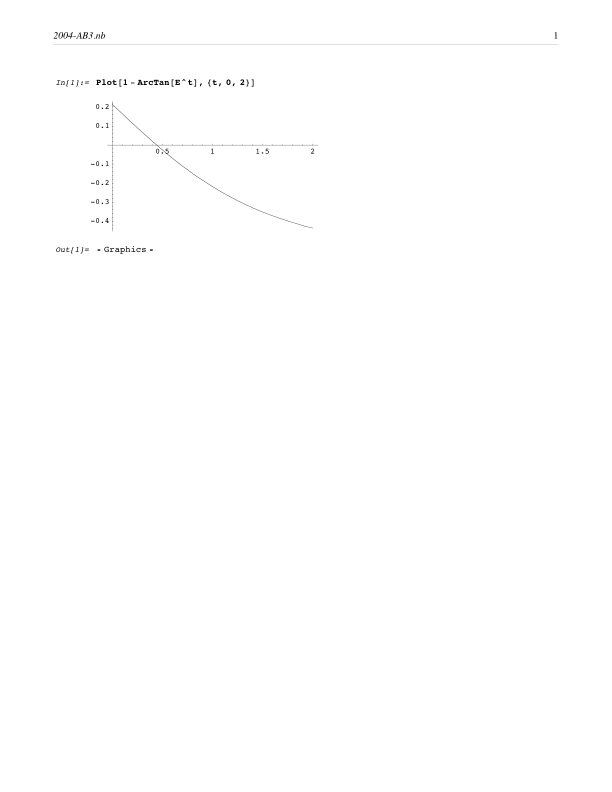 2004-AB3.nb 1
In[1]:= Plot[1 - ArcTan[E^t], {t, 0, 2}]
0.2
0.1
0.5 1 1.5 2
-0.1
-0.2
-0.3
-0.4
Out[1]= - Graphics -